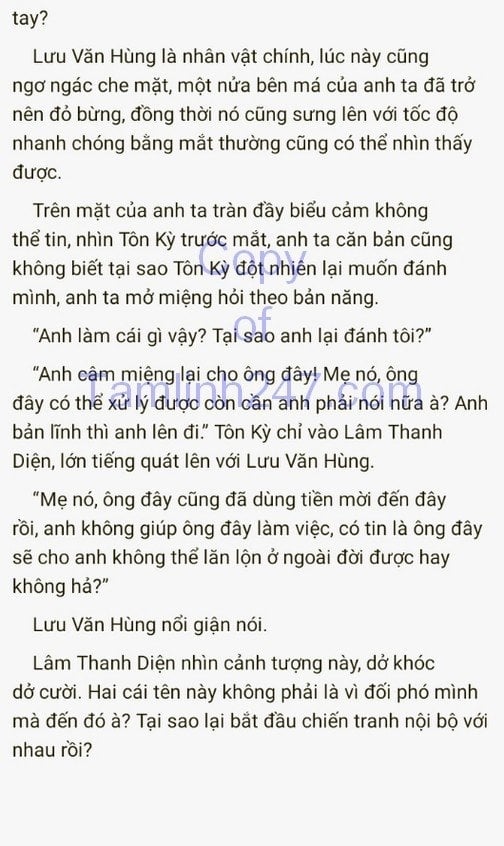 tay?
Lưu Văn Hùng là nhân vật chính, lúc này cũng
ngơ ngác che mặt, một nửa bên má của anh ta đã trở
nên đỏ bừng, đồng thời nó cũng sưng lên với tốc độ
nhanh chóng bằng mắt thường cũng có thể nhìn thấy
được.
Trên mặt của anh ta tràn đầy biểu cảm không
thể tin, nhìn Tôn Kỳ trước mắt, anh ta căn bản cũng
không biết tại sao Tôn Kỳ đột nhiên lại muốn đánh
mình, anh ta mở miệng hỏi theo bản năng.
“Anh làm cái gì vậy? Tại sao anh lại đánh tôi?”
“Anh câm miệng lại cho ông đây! Mẹ nó, ông
đây có thể xử lý được còn cần anh phải nói nữa à? Anh
bản lĩnh thì anh lên đi.” Tôn Kỳ chỉ vào Lâm Thanh
Diện, lớn tiếng quát lên với Lưu Văn Hùng.
“Mẹ nó, ông đây cũng đã dùng tiền mời đến đây
rồi, anh không giúp ông đây làm việc, có tin là ông đây
sẽ cho anh không thể lăn lộn ở ngoài đời được hay
không hả?”
Lưu Văn Hùng nổi giận nói.
Lâm Thanh Diện nhìn cảnh tượng này, dở khóc
dở cười. Hai cái tên này không phải là vì đối phó mình
mà đến đó à? Tại sao lại bắt đầu chiến tranh nội bộ với
nhau rồi?
Copy
of
Tamlinh247.com